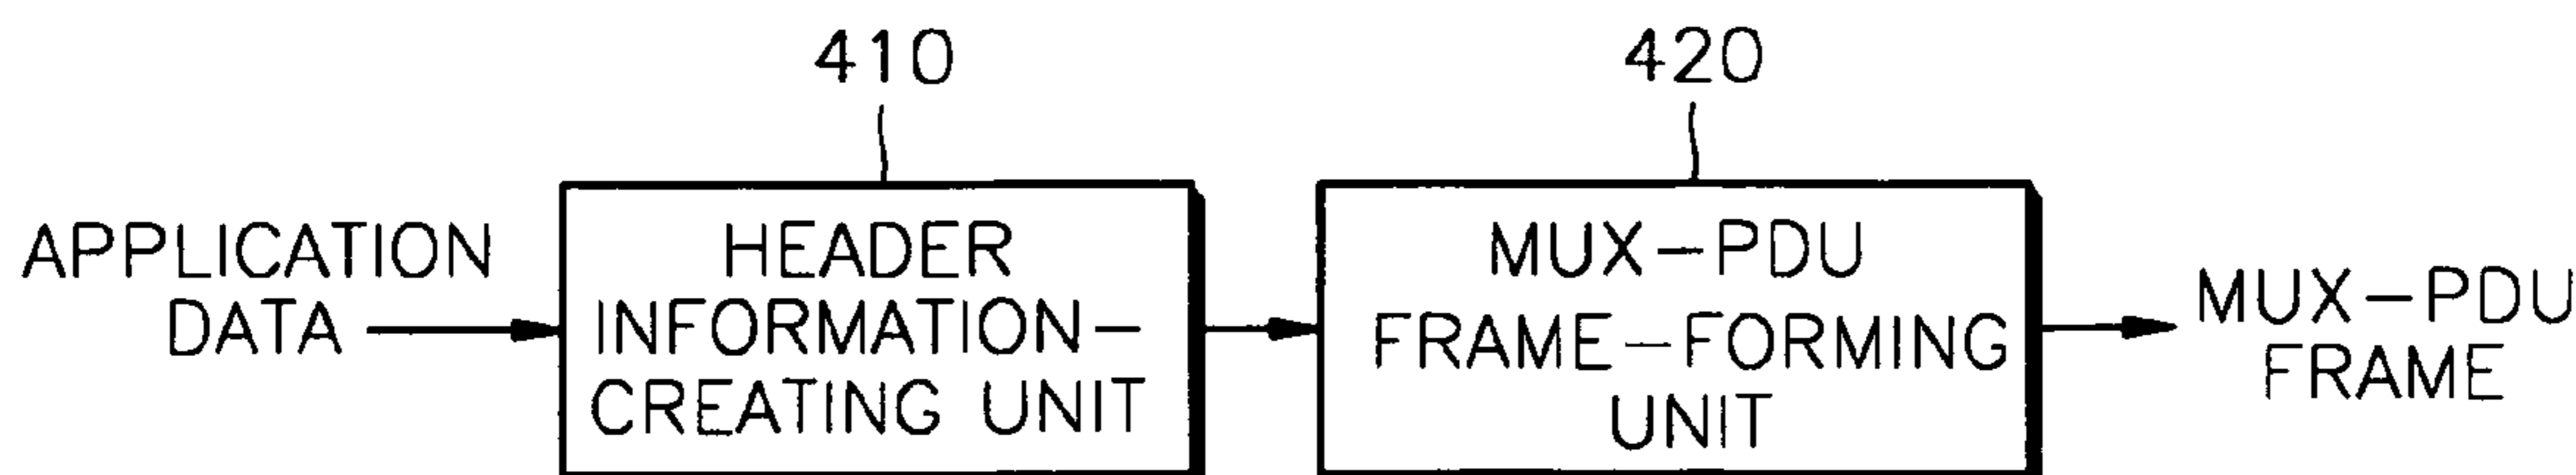 410
420
APPLICATION
DATA
HEADER
INFORMATION-
CREATING UNIT
MUX-PDU
FRAME-FORMING
UNIT
MUX-PDU
FRAME